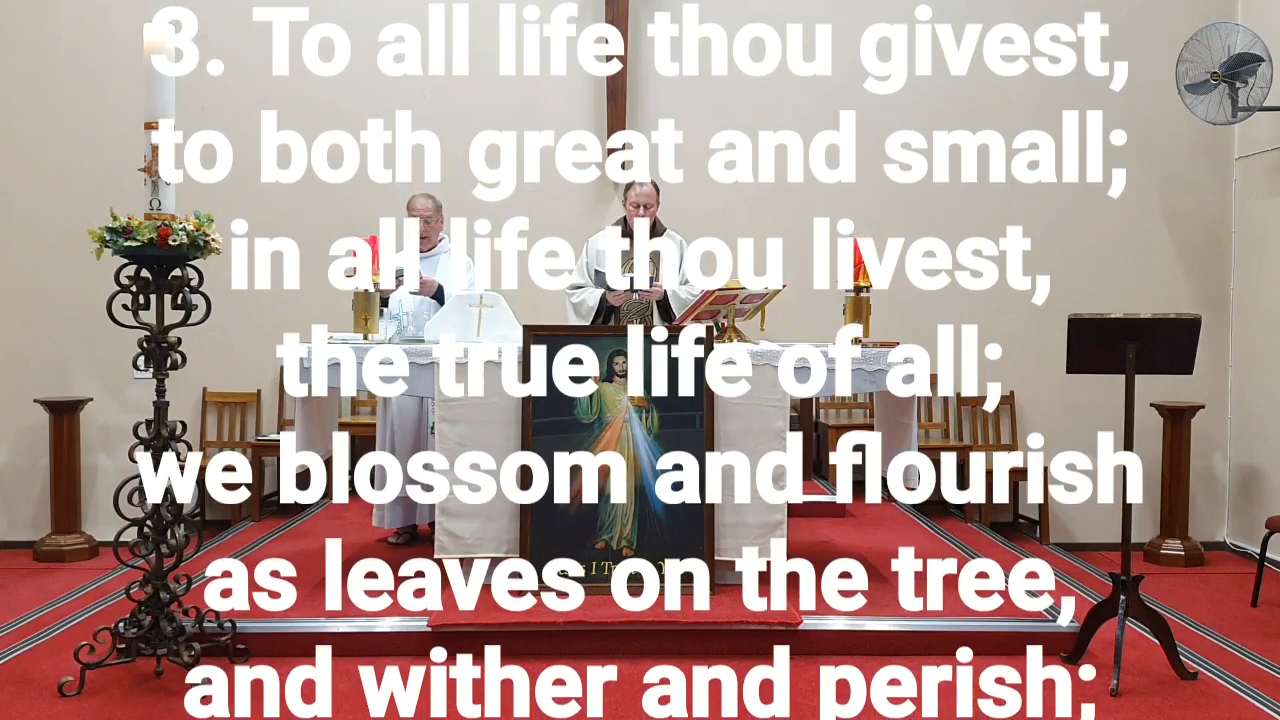 3. To all life thou givest,
to both great and small;
in all life thou livest,
the true life of all;
we blossom and flourish
as leaves on the tree,
and wither and perish;
Ω